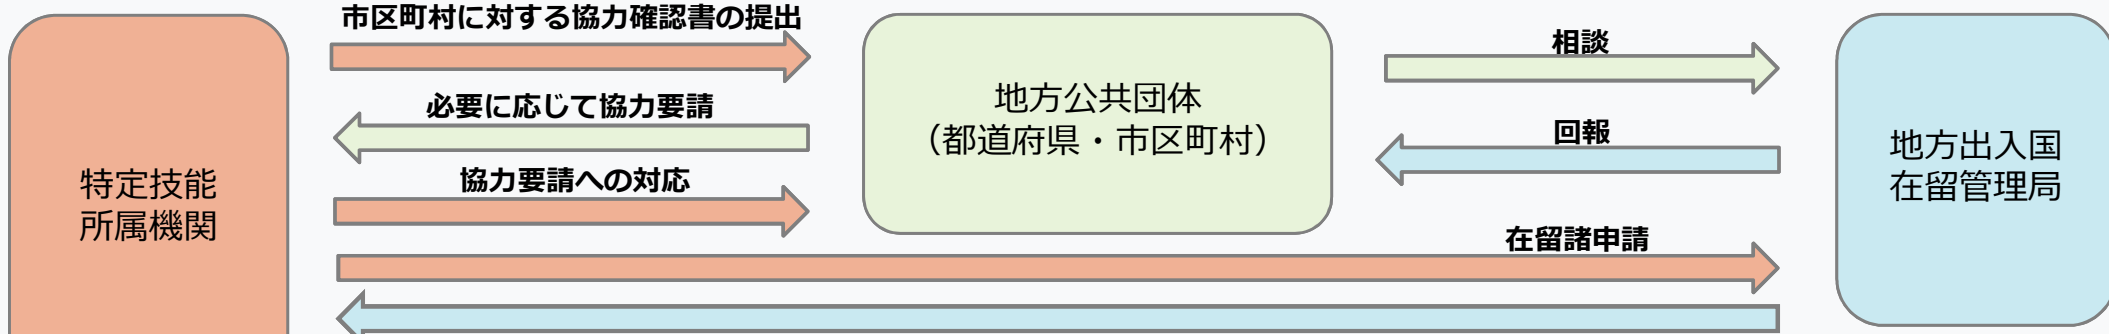 市区町村に対する協力確認書の提出
必要に応じて協力要請
協力要請への対応
特定技能
所属機関
地方公共団体
（都道府県・市区町村）
相談
回報
在留諸申請
地方出入国
在留管理局